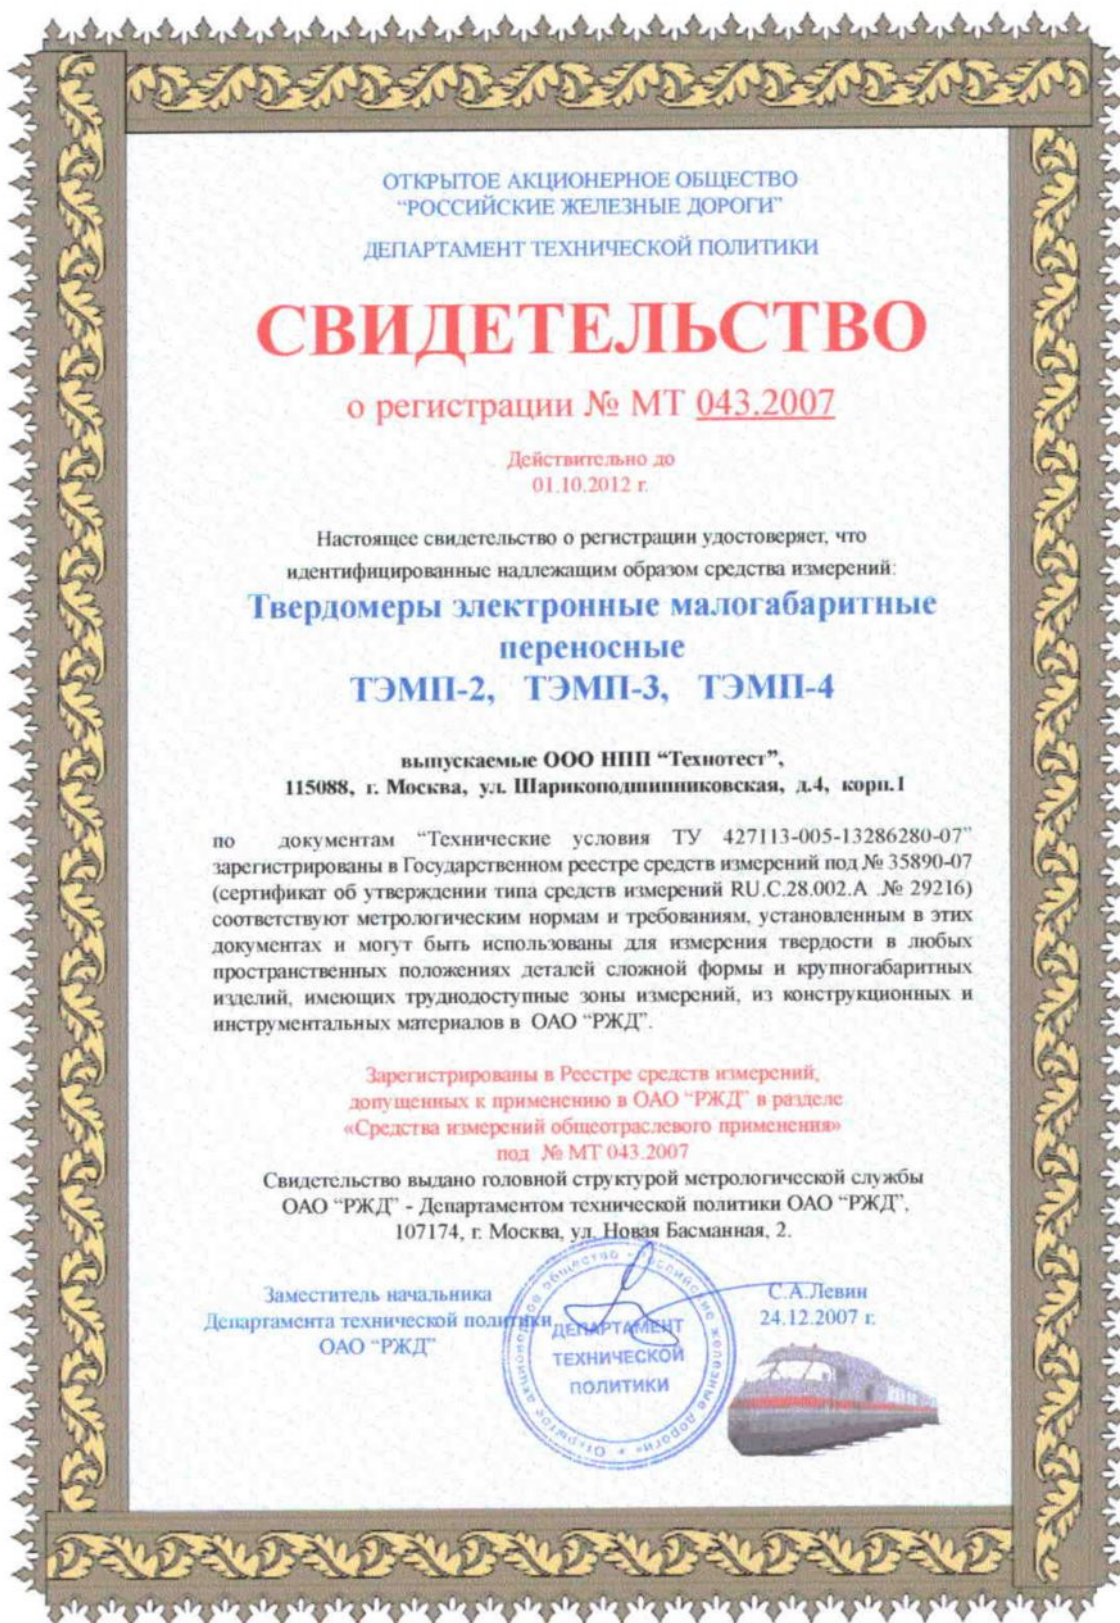 ОТКРЫТОЕ АКЦИОНЕРНОЕ ОБЩЕСТВО
“РОССИЙСКИЕ ЖЕЛЕЗНЫЕ ДОРОГИ”
ДЕПАРТАМЕНТ ТЕХНИЧЕСКОЙ ПОЛИТИКИ
СВИДЕТЕЛЬСТВО
о регистрации № МТ 043.2007
Действительно до
01.10.2012 г.
Настоящее свидетельство о регистрации удостоверяет, что
идентифицированные надлежащим образом средства измерений:
Твердомеры электронные малогабаритные
переносные
ТЭМП-2, ТЭМП-3, ТЭМП-4
выпускаемые ООО НПП “Технотест”,
115088, г. Москва, ул. Шарикоподшипниковская, д.4, корп.1
по документам “Технические условия ТУ 427113-005-13286280-07”
зарегистрированы в Государственном реестре средств измерений под № 35890-07
(сертификат об утверждении типа средств измерений RU.C.28.002.A .№ 29216)
соответствуют метрологическим нормам и требованиям, установленным в этих
документах и могут быть использованы для измерения твердости в любых
пространственных положениях деталей сложной формы и крупногабаритных
изделий, имеющих труднодоступные зоны измерений, из конструкционных и
инструментальных материалов в ОАО “РЖД”.
Зарегистрированы в Реестре средств измерений,
допущенных к применению в ОАО “РЖД” в разделе
«Средства измерений общеотраслевого применения»
под № МТ 043.2007
Свидетельство выдано головной структурой метрологической службы
ОАО “РЖД” - Департаментом технической политики ОАО “РЖД”,
107174, г. Москва, ул. Новая Басманная, 2.
Заместитель начальника
Департамента технической политики
ОАО “РЖД”
С.А.Левин
24.12.2007 г.
Открытое акционерное общество «Российские железные дороги» *
ДЕПАРТАМЕНТ
ТЕХНИЧЕСКОЙ
ПОЛИТИКИ